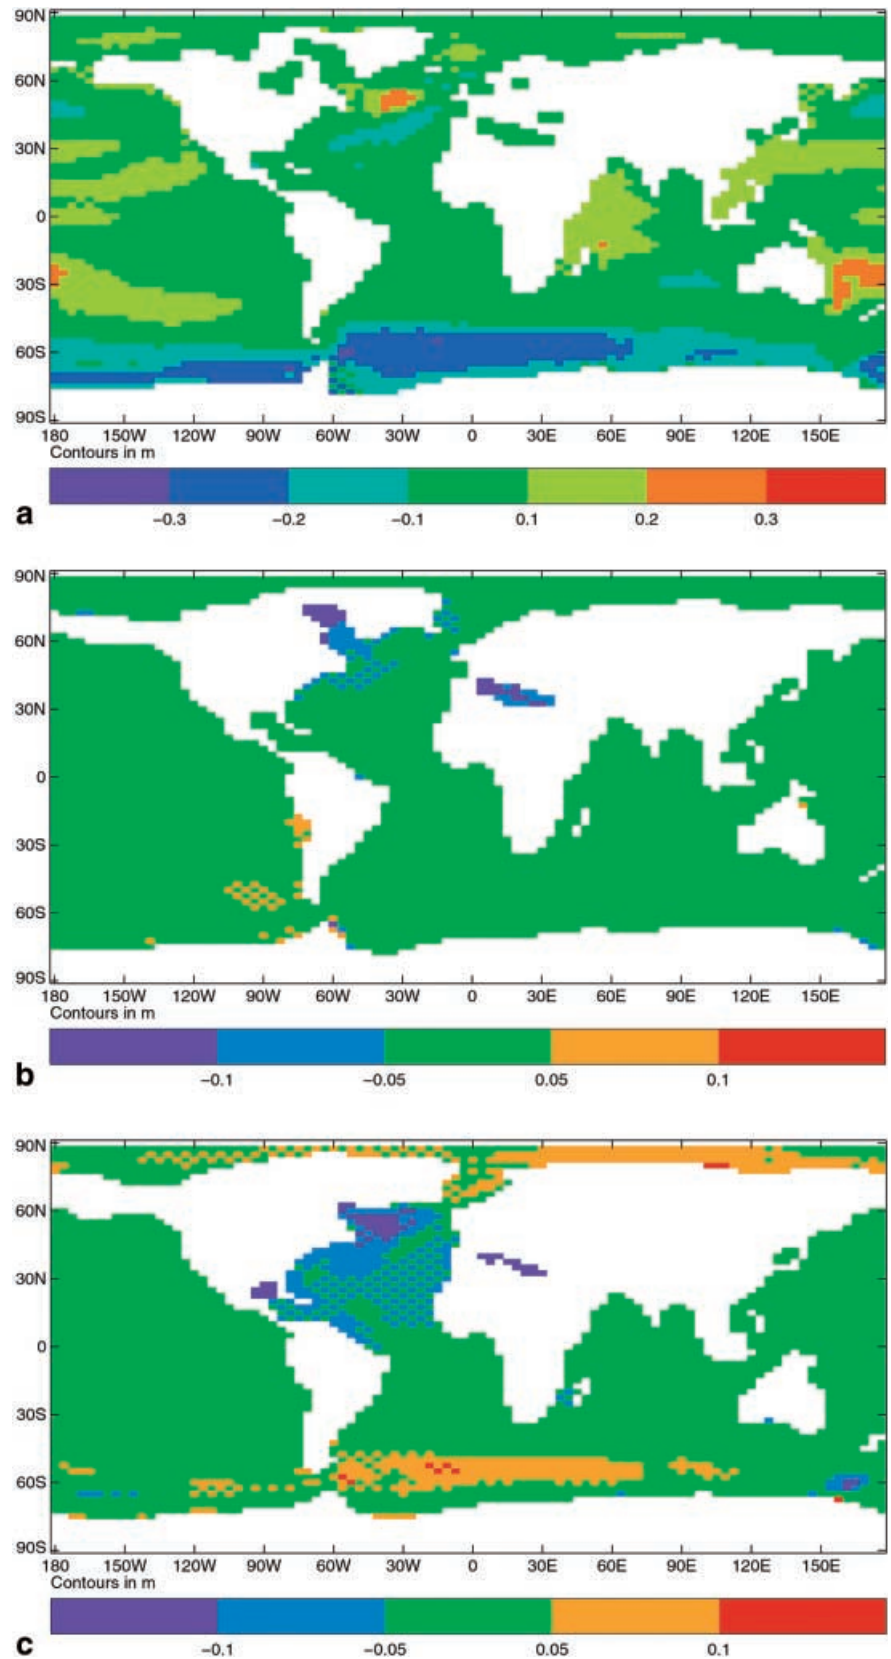 90N
60N
30N
0
30S
60S
90S
180 150W 120W 90W 60W 30W 0 30E 60E 90E 120E 150E
Contours in m
a −0.3 −0.2 −0.1 0.1 0.2 0.3
90N
60N
30N
0
30S
60S
90S
180 150W 120W 90W 60W 30W 0 30E 60E 90E 120E 150E
Contours in m
b −0.1 −0.05 0.05 0.1
90N
60N
30N
0
30S
60S
90S
180 150W 120W 90W 60W 30W 0 30E 60E 90E 120E 150E
Contours in m
c −0.1 −0.05 0.05 0.1